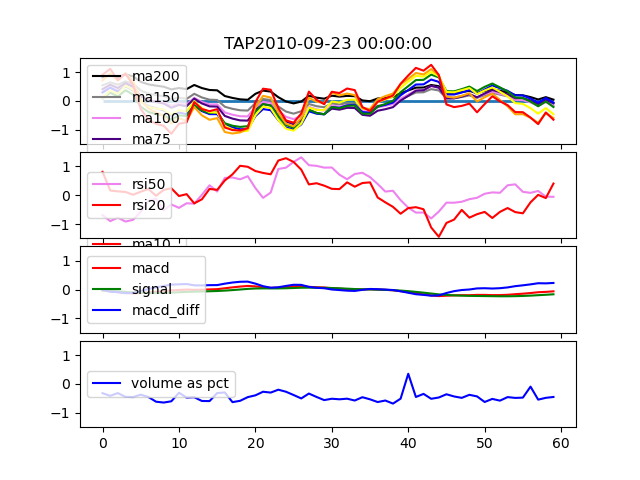 TAP2010-09-23 00:00:00
1
0
−1
ma200
ma150
ma100
ma75
1
0
−1
rsi50
rsi20
ma10
1
0
−1
macd
signal
macd_diff
1
0
−1
volume as pct
0 10 20 30 40 50 60